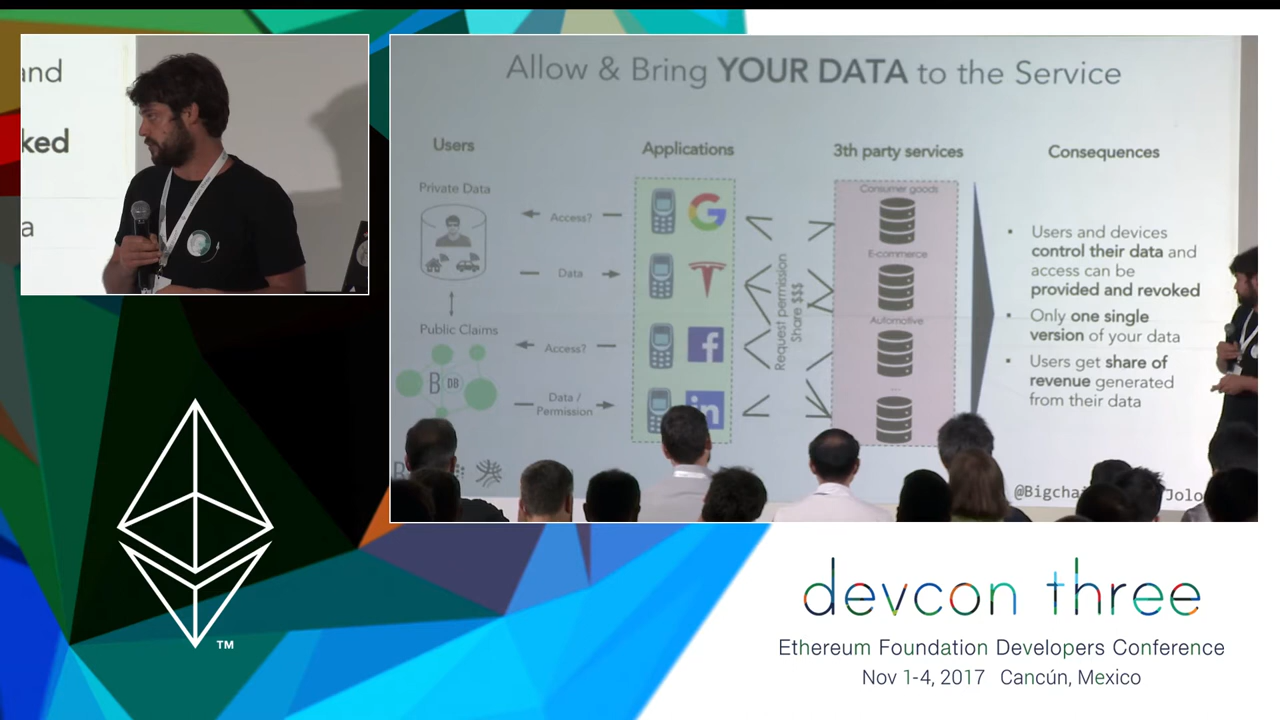 and
ked
a
Allow & Bring YOUR DATA to the Service
Users
Applications
3th party services
Consequences
Private Data
Access?
Data
Public Claims
Access?
Data /
Permission
B DB
G
f
in
Request permission
Share $$$
Consumer goods
E-commerce
Automotive
...
• Users and devices
control their data and
access can be
provided and revoked
• Only one single
version of your data
• Users get share of
revenue generated
from their data
@Bigchai
Jolo
TM
devcon three
Ethereum Foundation Developers Conference
Nov 1-4, 2017 Cancún, Mexico